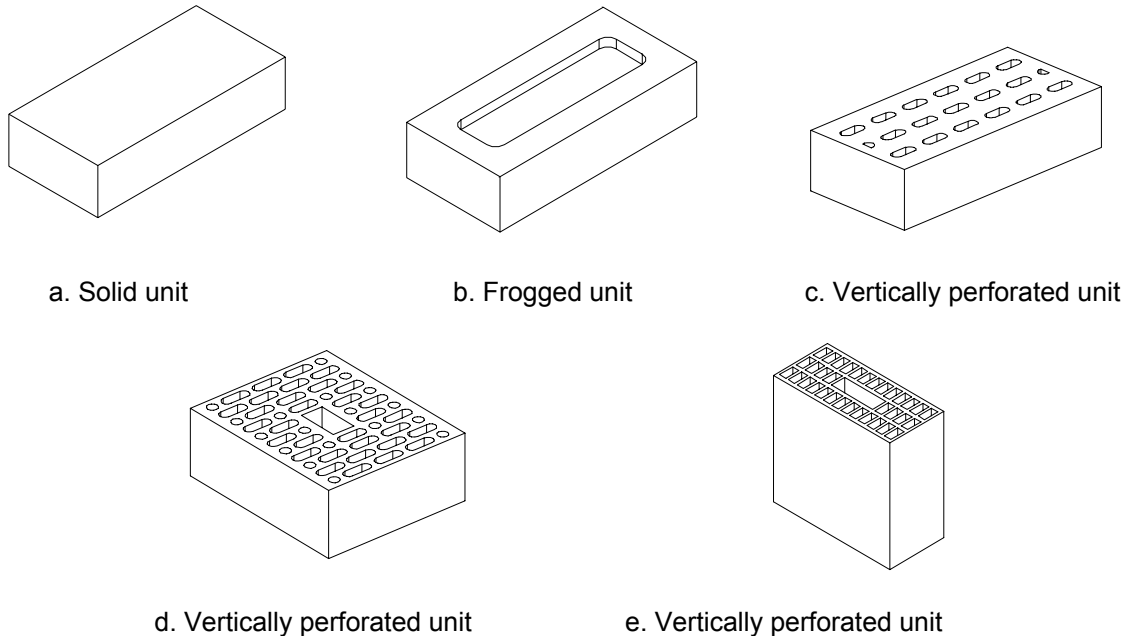 a. Solid unit
b. Frogged unit
c. Vertically perforated unit
d. Vertically perforated unit
e. Vertically perforated unit